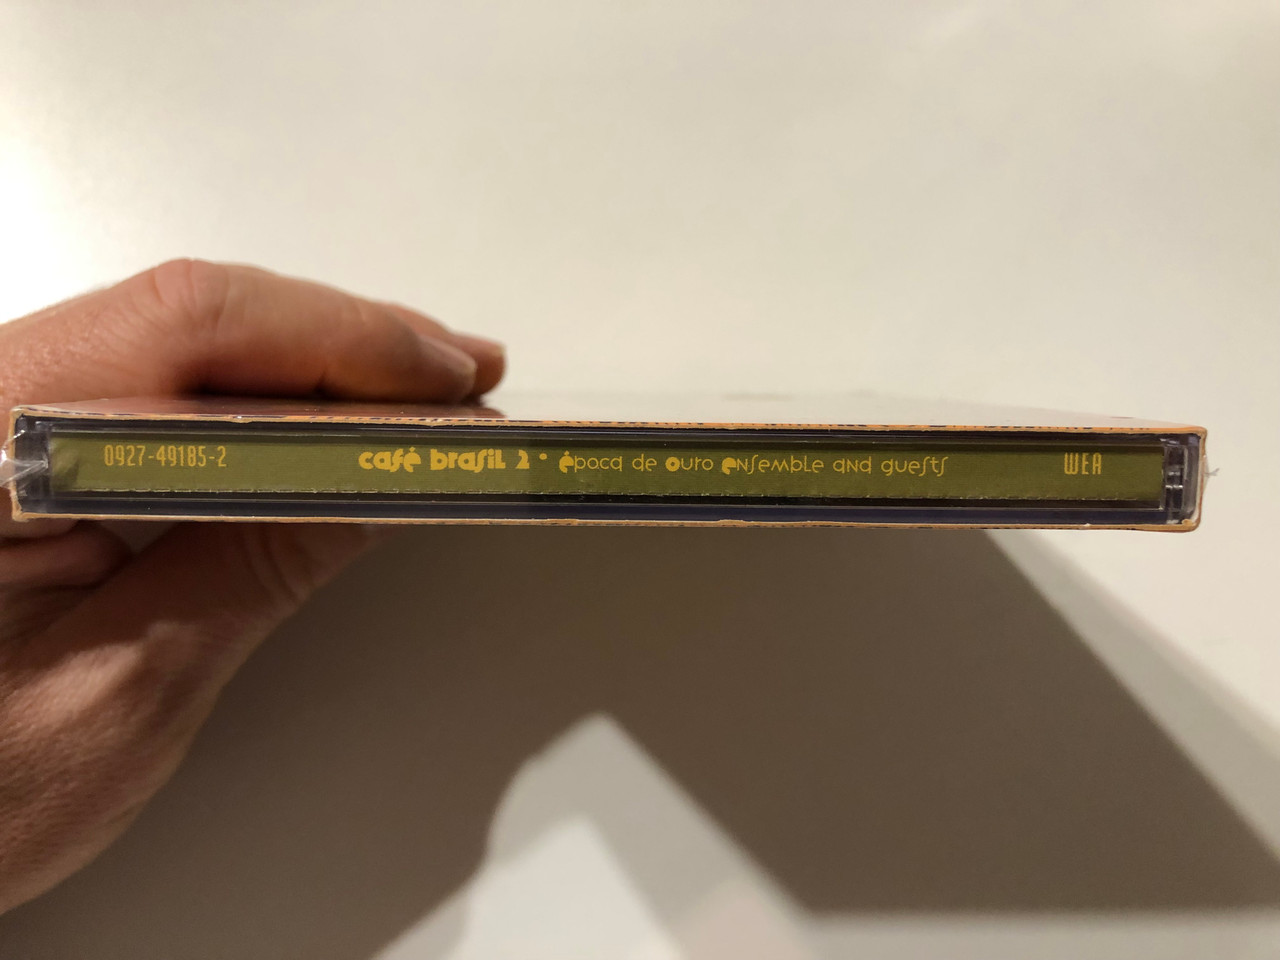 0927-49185-2 café brasil 2 • época de ouro ensemble and guests WEA